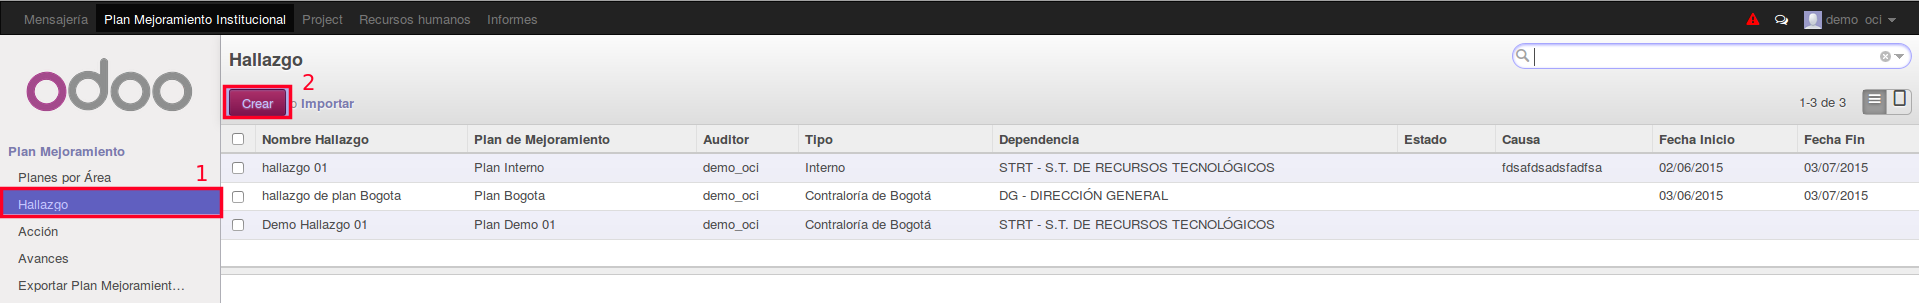 Mensajería Plan Mejoramiento Institucional Project Recursos humanos Informes demo oci
odoo
Hallazgo
2
Crear o Importar
1-3 de 3
Plan Mejoramiento
Planes por Área
1
Hallazgo
Acción
Avances
Exportar Plan Mejoramient…
Nombre Hallazgo Plan de Mejoramiento Auditor Tipo Dependencia Estado Causa Fecha Inicio Fecha Fin
hallazgo 01 Plan Interno demo_oci Interno STRT - S.T. DE RECURSOS TECNOLÓGICOS fdsafdsadsfadfsa 02/06/2015 03/07/2015
hallazgo de plan Bogota Plan Bogota demo_oci Contraloría de Bogotá DG - DIRECCIÓN GENERAL 03/06/2015 03/07/2015
Demo Hallazgo 01 Plan Demo 01 demo_oci Contraloría de Bogotá STRT - S.T. DE RECURSOS TECNOLÓGICOS